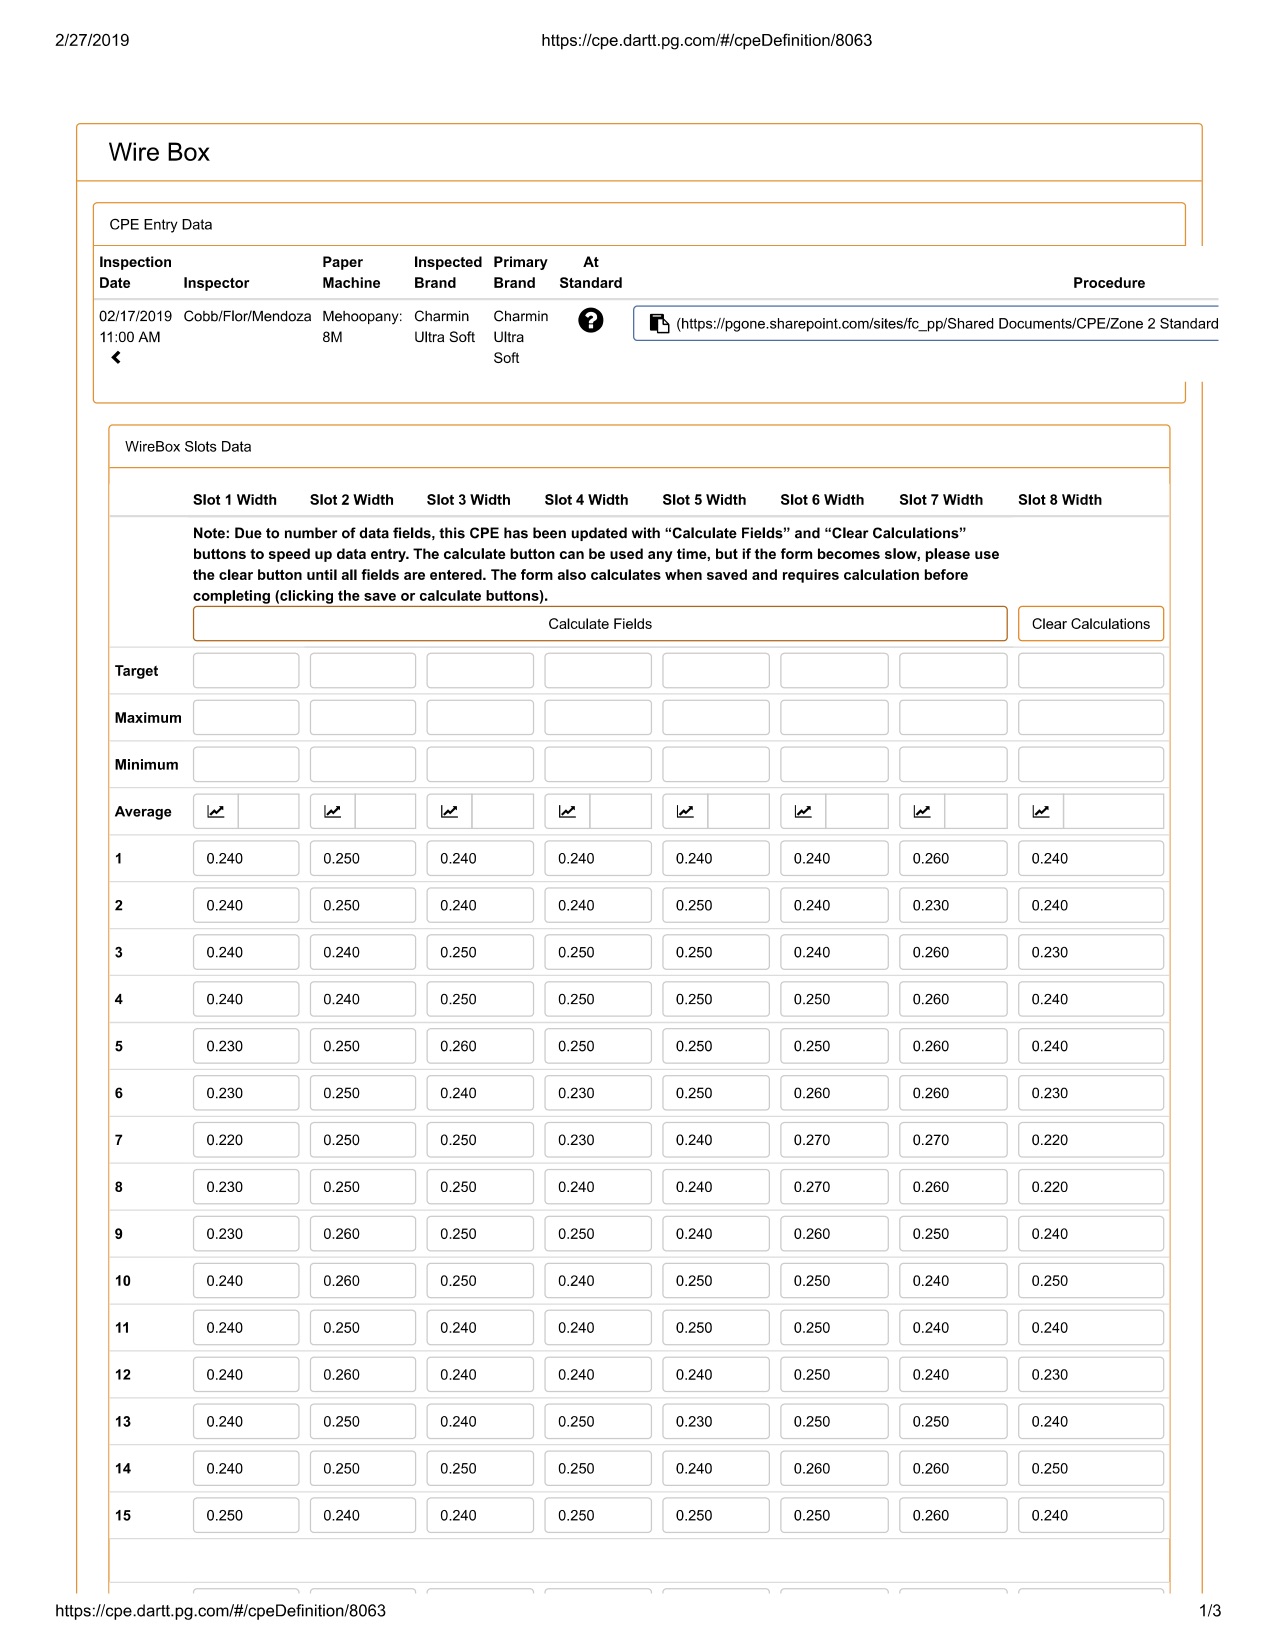 2/27/2019 https://cpe.dartt.pg.com/#/cpeDefinition/8063
Wire Box
CPE Entry Data
Inspection Paper Inspected Primary At
Date Inspector Machine Brand Brand Standard Procedure
02/17/2019 Cobb/Flor/Mendoza Mehoopany: Charmin Charmin (https://pgone.sharepoint.com/sites/fc_pp/Shared Documents/CPE/Zone 2 Standard
11:00 AM 8M Ultra Soft Ultra
Soft
WireBox Slots Data
Slot 1 Width Slot 2 Width Slot 3 Width Slot 4 Width Slot 5 Width Slot 6 Width Slot 7 Width Slot 8 Width
Note: Due to number of data fields, this CPE has been updated with “Calculate Fields” and “Clear Calculations”
buttons to speed up data entry. The calculate button can be used any time, but if the form becomes slow, please use
the clear button until all fields are entered. The form also calculates when saved and requires calculation before
completing (clicking the save or calculate buttons).
Calculate Fields Clear Calculations
Target
Maximum
Minimum
Average
1 0.240 0.250 0.240 0.240 0.240 0.240 0.260 0.240
2 0.240 0.250 0.240 0.240 0.250 0.240 0.230 0.240
3 0.240 0.240 0.250 0.250 0.250 0.240 0.260 0.230
4 0.240 0.240 0.250 0.250 0.250 0.250 0.260 0.240
5 0.230 0.250 0.260 0.250 0.250 0.250 0.260 0.240
6 0.230 0.250 0.240 0.230 0.250 0.260 0.260 0.230
7 0.220 0.250 0.250 0.230 0.240 0.270 0.270 0.220
8 0.230 0.250 0.250 0.240 0.240 0.270 0.260 0.220
9 0.230 0.260 0.250 0.250 0.240 0.260 0.250 0.240
10 0.240 0.260 0.250 0.240 0.250 0.250 0.240 0.250
11 0.240 0.250 0.240 0.240 0.250 0.250 0.240 0.240
12 0.240 0.260 0.240 0.240 0.240 0.250 0.240 0.230
13 0.240 0.250 0.240 0.250 0.230 0.250 0.250 0.240
14 0.240 0.250 0.250 0.250 0.240 0.260 0.260 0.250
15 0.250 0.240 0.240 0.250 0.250 0.250 0.260 0.240
https://cpe.dartt.pg.com/#/cpeDefinition/8063 1/3